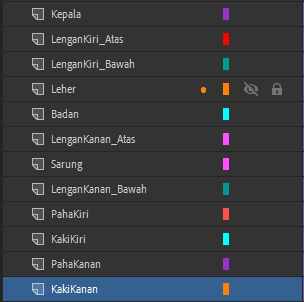 Kepala
LenganKiri_Atas
LenganKiri_Bawah
Leher
Badan
LenganKanan_Atas
Sarung
LenganKanan_Bawah
PahaKiri
KakiKiri
PahaKanan
KakiKanan